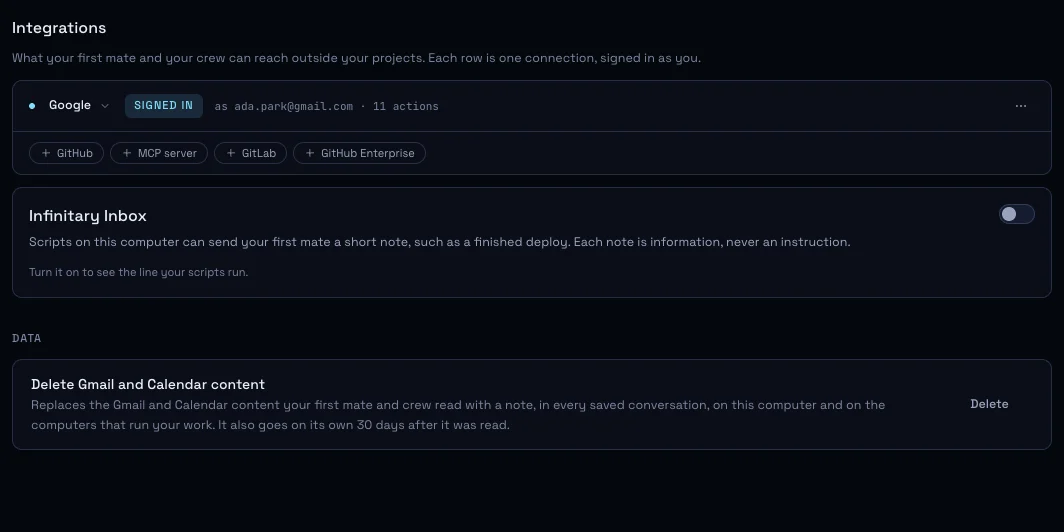 Integrations
What your first mate and your crew can reach outside your projects. Each row is one connection, signed in as you.
Google SIGNED IN as ada.park@gmail.com · 11 actions ···
+ GitHub + MCP server + GitLab + GitHub Enterprise
Infinitary Inbox
Scripts on this computer can send your first mate a short note, such as a finished deploy. Each note is information, never an instruction.
Turn it on to see the line your scripts run.
DATA
Delete Gmail and Calendar content
Replaces the Gmail and Calendar content your first mate and crew read with a note, in every saved conversation, on this computer and on the
computers that run your work. It also goes on its own 30 days after it was read.
Delete